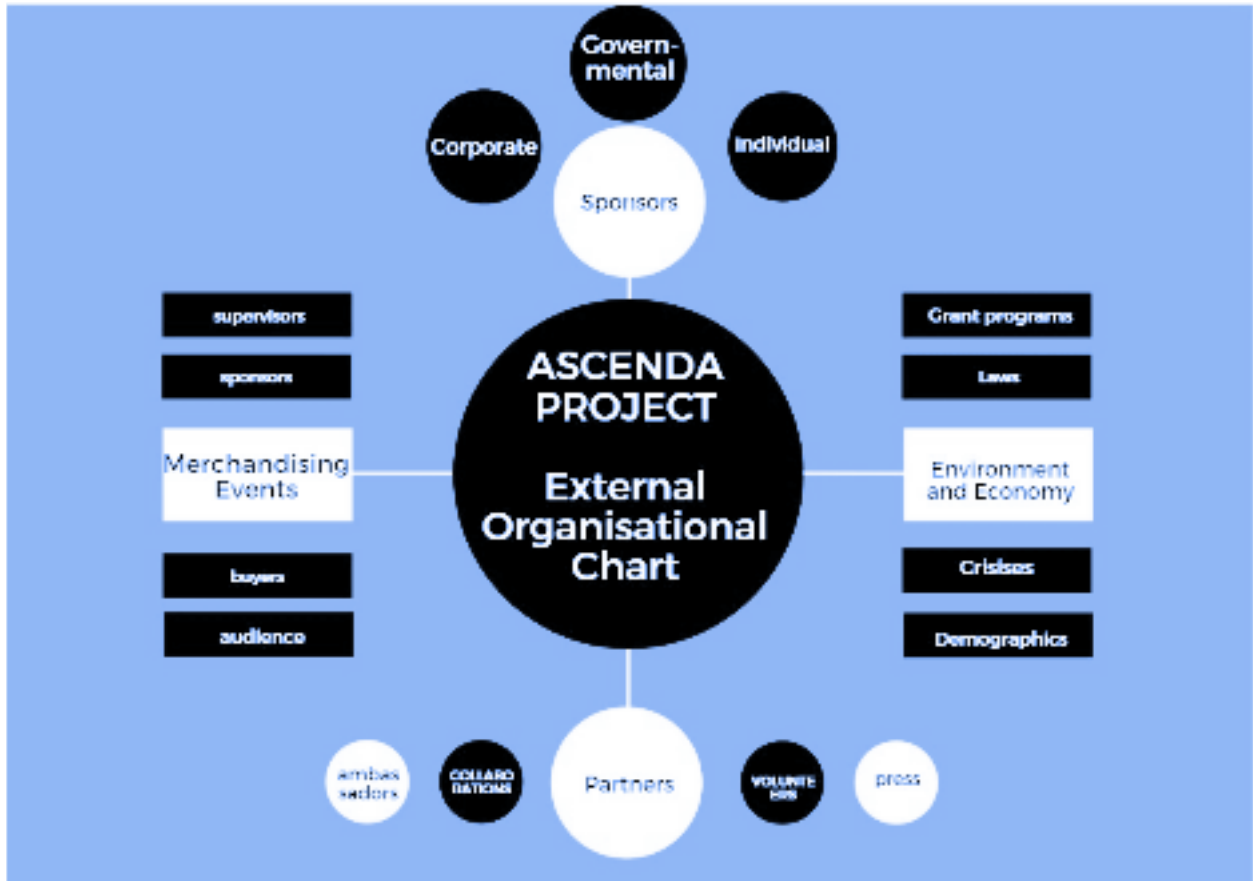 Govern-
mental
Corporate
Individual
Sponsors
supervisors
sponsors
Merchandising
Events
buyers
audience
ASCENDA
PROJECT
External
Organisational
Chart
Grant programs
Laws
Environment
and Economy
Crisises
Demographics
ambas
sadors
COLLABO
RATIONS
Partners
VOLUNTE
ERS
press